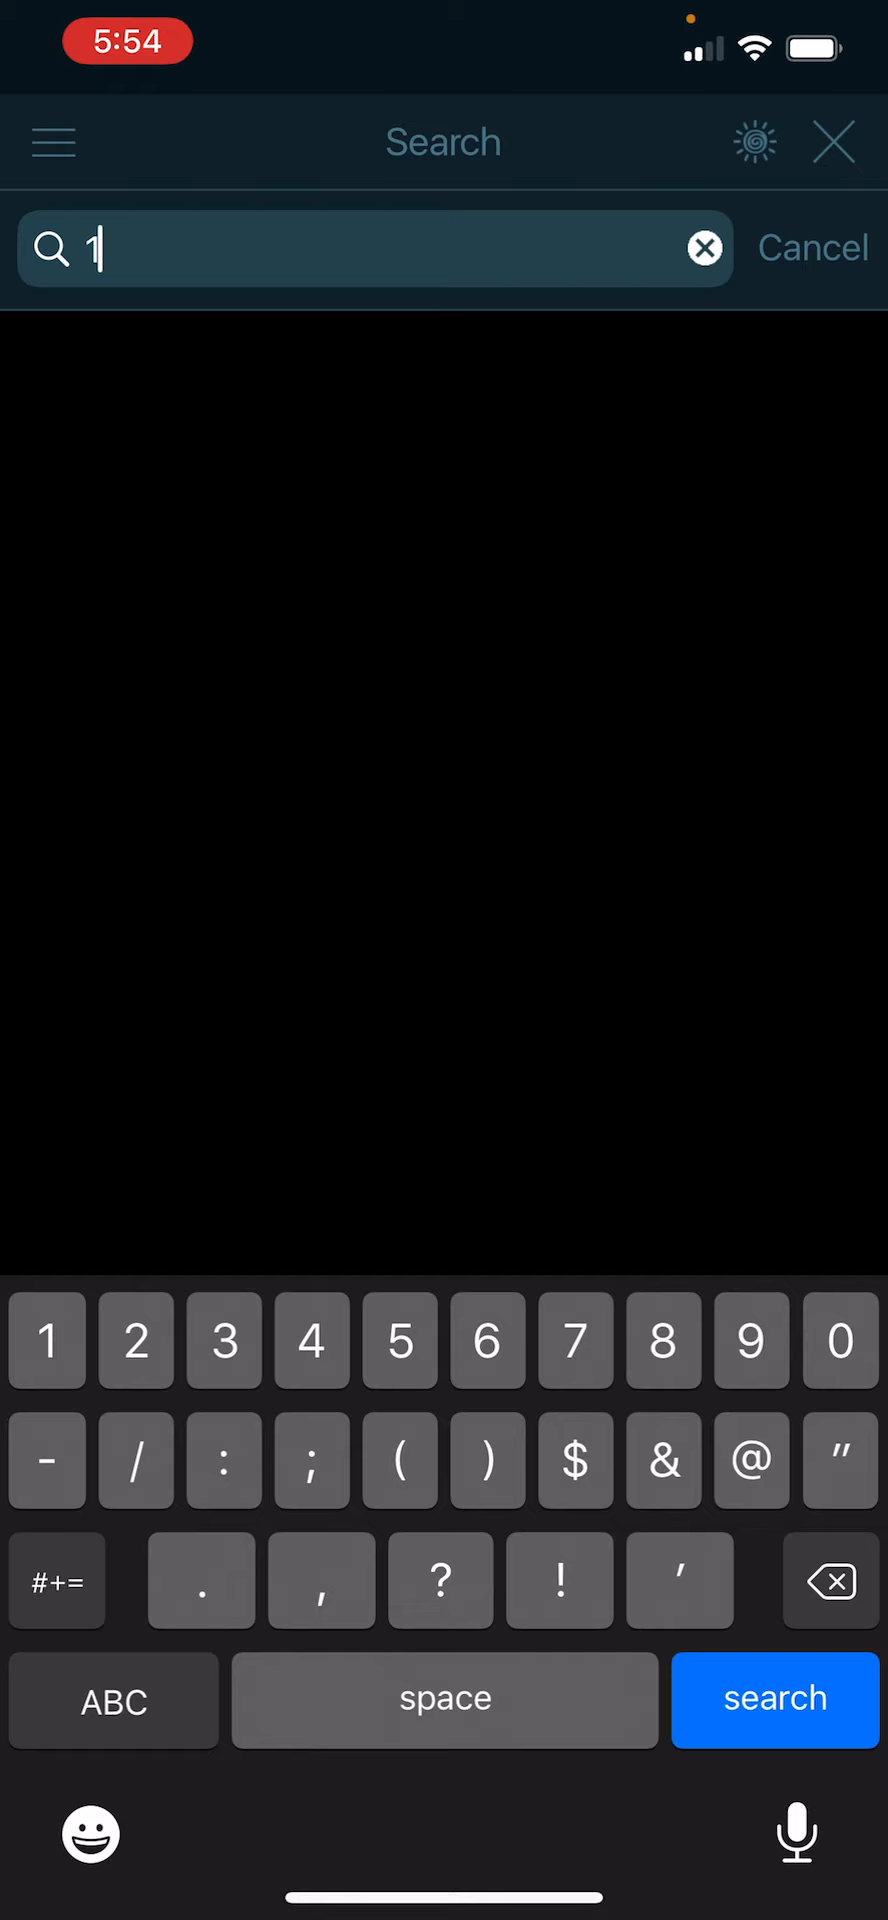 5:54
Search
1
Cancel
1 2 3 4 5 6 7 8 9 0
- / : ; ( ) $ & @ "
#+= . , ? ! '
ABC space search